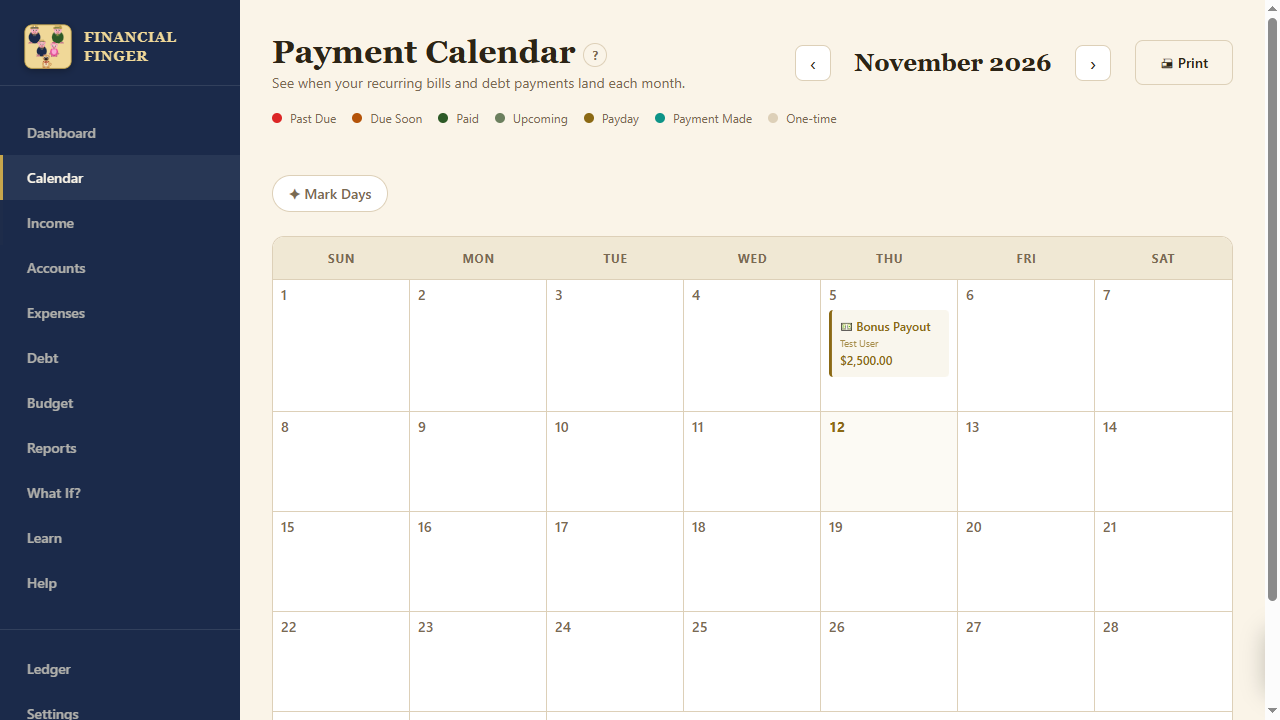 FINANCIAL
FINGER
Dashboard
Calendar
Income
Accounts
Expenses
Debt
Budget
Reports
What If?
Learn
Help
Ledger
Settings
Payment Calendar ?
See when your recurring bills and debt payments land each month.
‹ November 2026 › Print
Past Due Due Soon Paid Upcoming Payday Payment Made One-time
✦ Mark Days
SUN MON TUE WED THU FRI SAT
1 2 3 4 5 6 7
Bonus Payout
Test User
$2,500.00
8 9 10 11 12 13 14
15 16 17 18 19 20 21
22 23 24 25 26 27 28